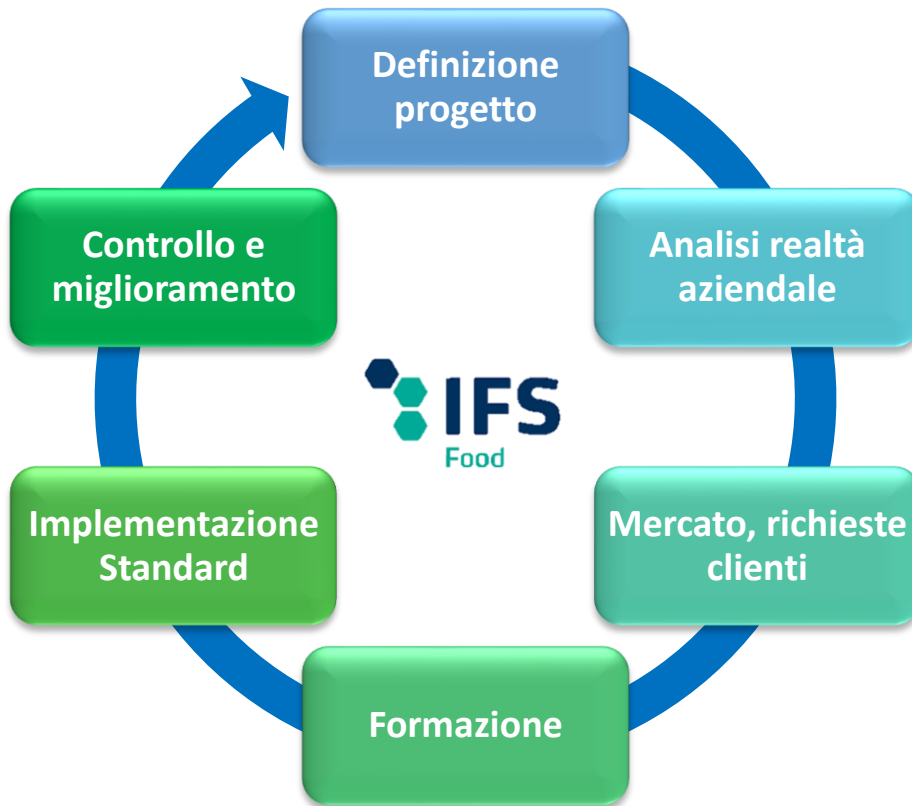 Definizione
progetto
Analisi realtà
aziendale
Mercato, richieste
clienti
Formazione
Implementazione
Standard
Controllo e
miglioramento
IFS
Food